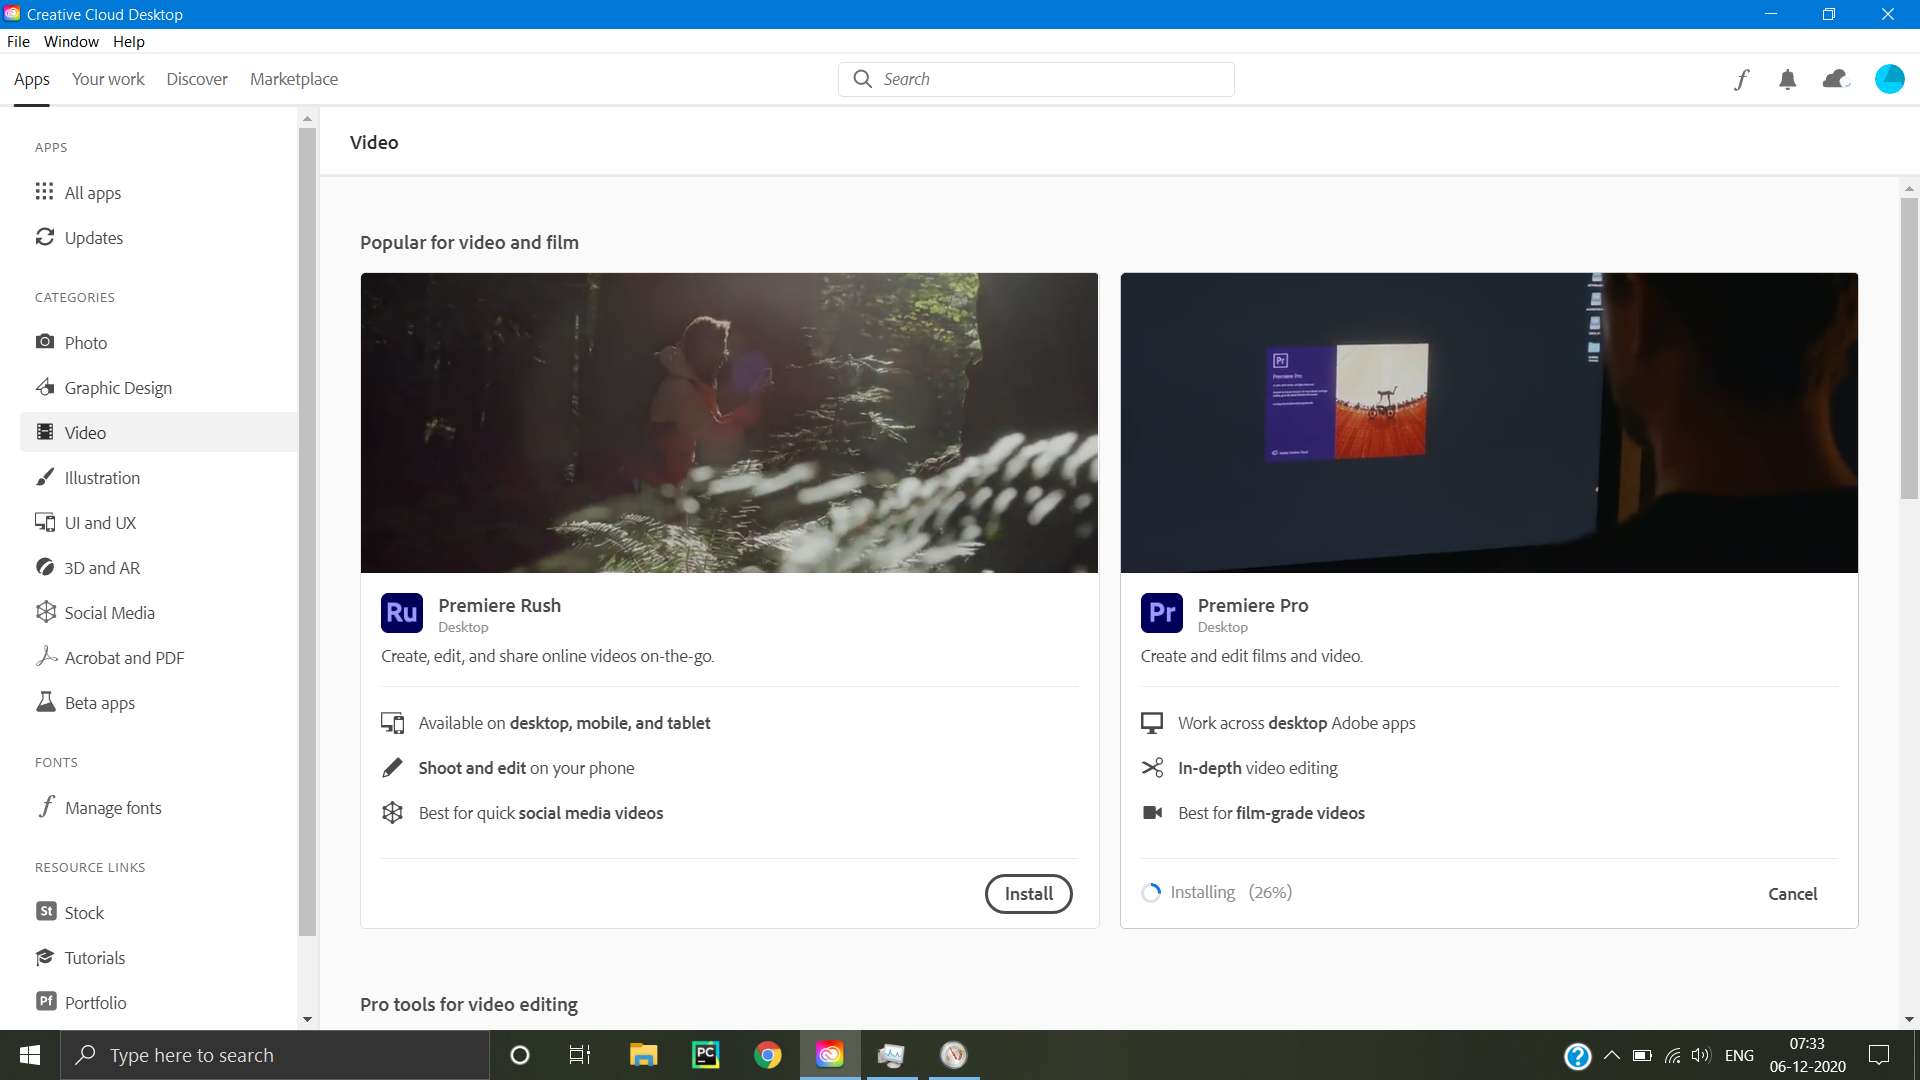 Creative Cloud Desktop
File Window Help
Apps Your work Discover Marketplace
Search
APPS
All apps
Updates
CATEGORIES
Photo
Graphic Design
Video
Illustration
UI and UX
3D and AR
Social Media
Acrobat and PDF
Beta apps
FONTS
Manage fonts
RESOURCE LINKS
St Stock
Tutorials
Pf Portfolio
Video
Popular for video and film
Ru Premiere Rush
Desktop
Create, edit, and share online videos on-the-go.
Available on desktop, mobile, and tablet
Shoot and edit on your phone
Best for quick social media videos
Install
Pr
Premiere Pro
Pr Premiere Pro
Desktop
Create and edit films and video.
Work across desktop Adobe apps
In-depth video editing
Best for film-grade videos
Installing (26%)
Cancel
Pro tools for video editing
Type here to search
PC
ENG
07:33
06-12-2020